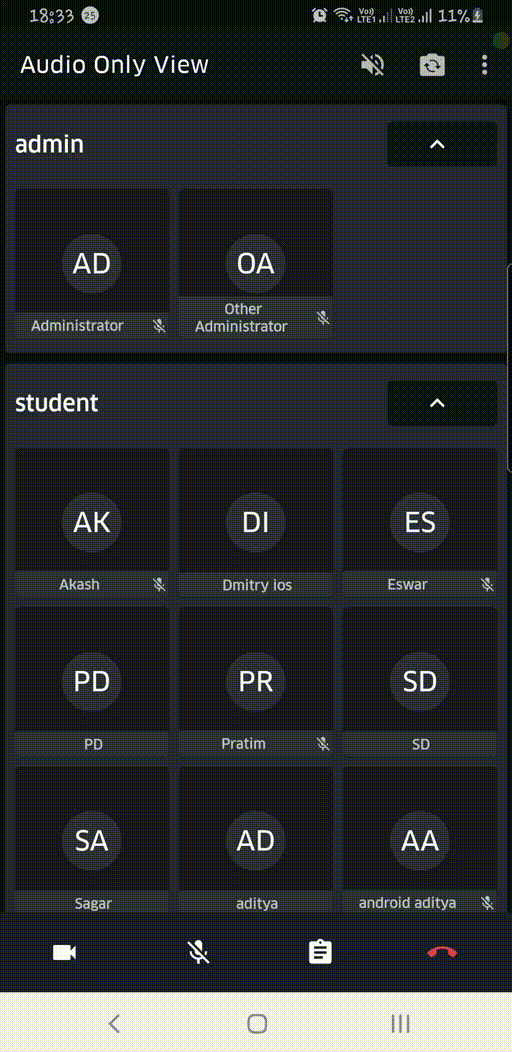 18:33 25 Vo)) LTE1 Vo)) LTE2 11%
Audio Only View
admin
AD OA
Administrator
Other
Administrator
student
AK DI ES
Akash Dmitry ios Eswar
PD PR SD
PD Pratim SD
SA AD AA
Sagar aditya android aditya